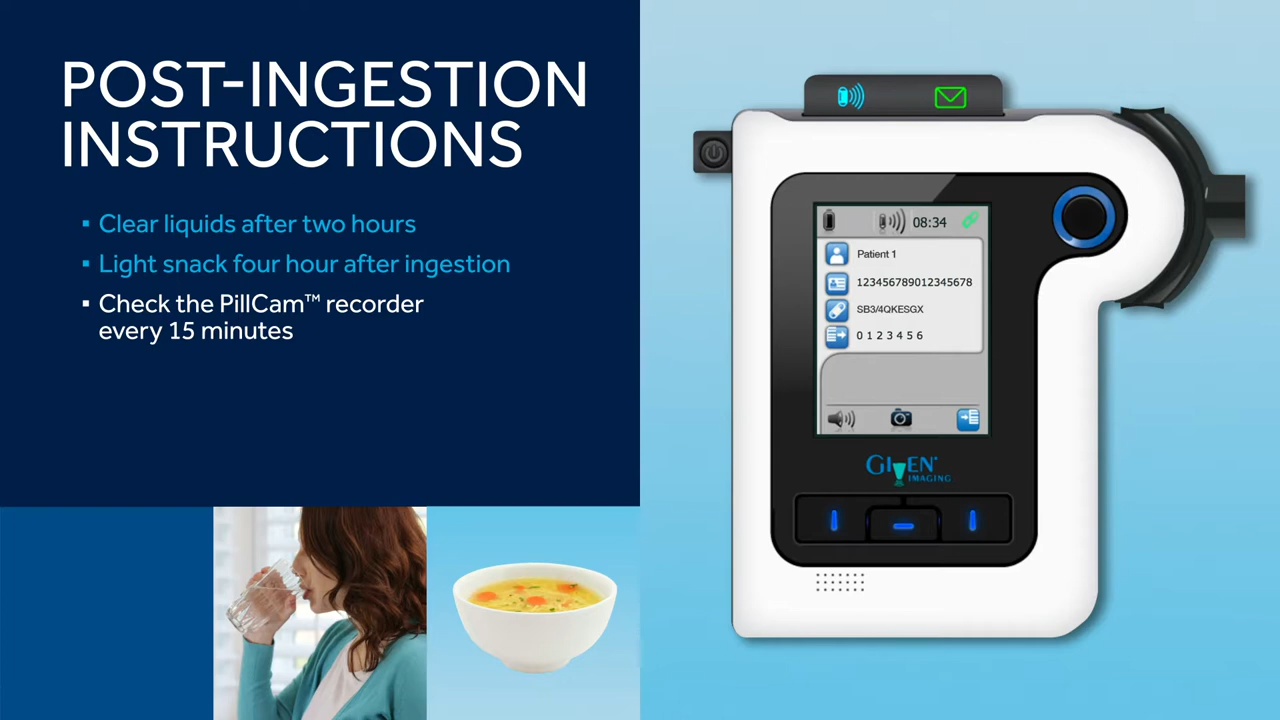 POST-INGESTION
INSTRUCTIONS
▪ Clear liquids after two hours
▪ Light snack four hour after ingestion
▪ Check the PillCam™ recorder
every 15 minutes
08:34
Patient 1
123456789012345678
SB3/4QKESGX
0 1 2 3 4 5 6
GIVEN®
IMAGING